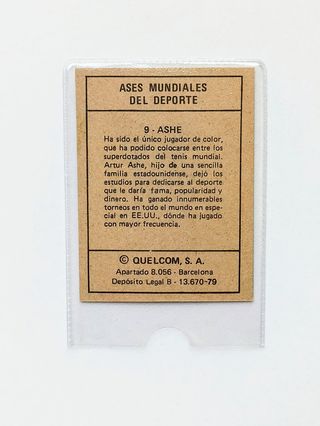 ASES MUNDIALES
DEL DEPORTE
9 - ASHE
Ha sido el único jugador de color,
que ha podido colocarse entre los
superdotados del tenis mundial.
Artur Ashe, hijo de una sencilla
familia estadounidense, dejó los
estudios para dedicarse al deporte
que le daría fama, popularidad y
dinero. Ha ganado innumerables
torneos en todo el mundo en espe-
cial en EE.UU., dónde ha jugado
con mayor frecuencia.
© QUELCOM, S. A.
Apartado 8.056 - Barcelona
Depósito Legal B - 13.670-79